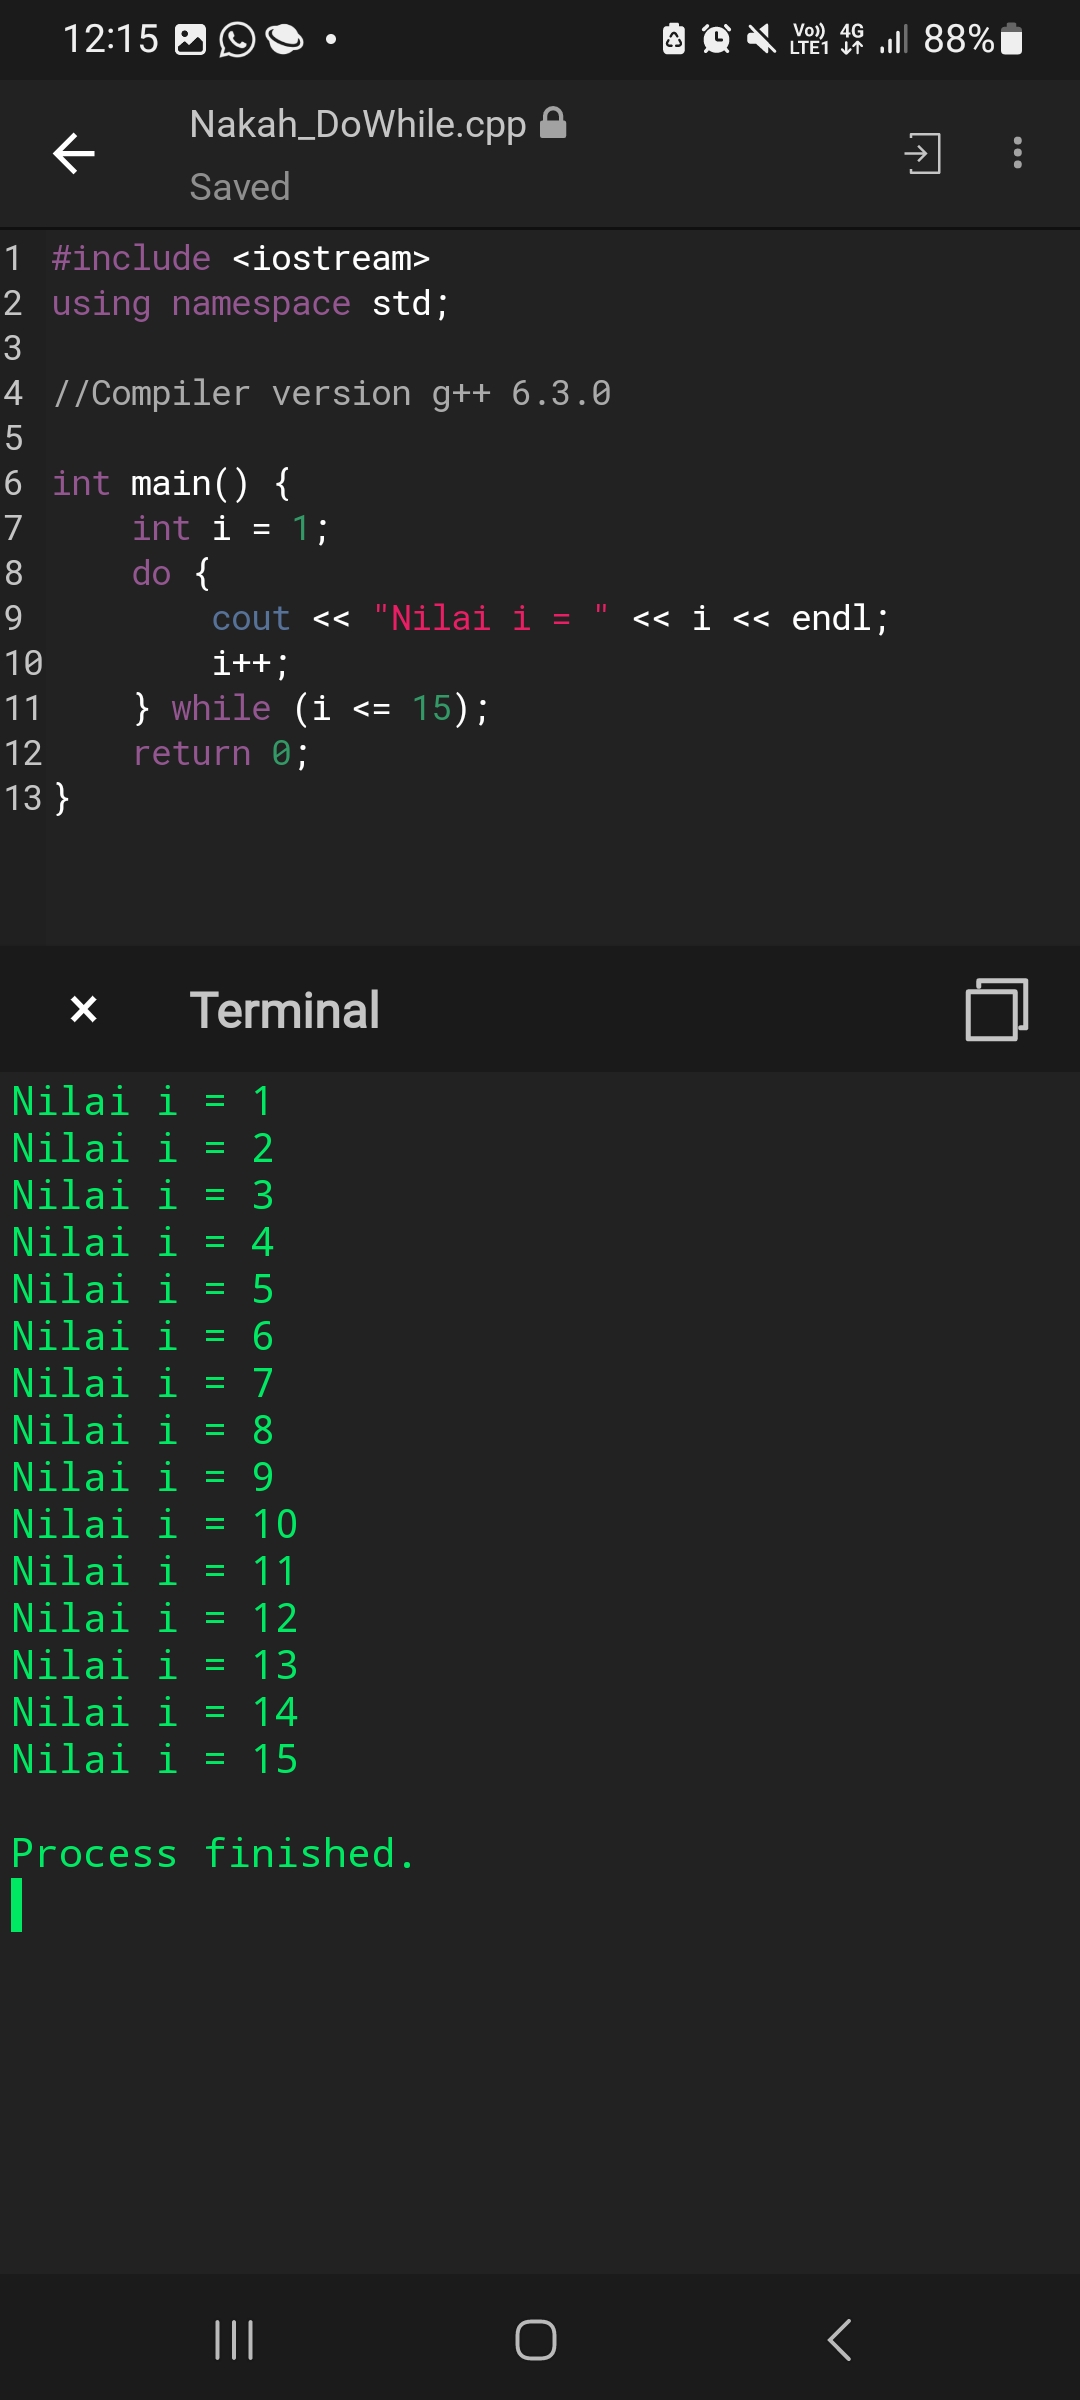 12:15 Vo)) LTE1 4G 88%
Nakah_DoWhile.cpp
Saved
1 #include <iostream>
2 using namespace std;
3
4 //Compiler version g++ 6.3.0
5
6 int main() {
7     int i = 1;
8     do {
9         cout << "Nilai i = " << i << endl;
10         i++;
11     } while (i <= 15);
12     return 0;
13 }
Terminal
Nilai i = 1
Nilai i = 2
Nilai i = 3
Nilai i = 4
Nilai i = 5
Nilai i = 6
Nilai i = 7
Nilai i = 8
Nilai i = 9
Nilai i = 10
Nilai i = 11
Nilai i = 12
Nilai i = 13
Nilai i = 14
Nilai i = 15
Process finished.